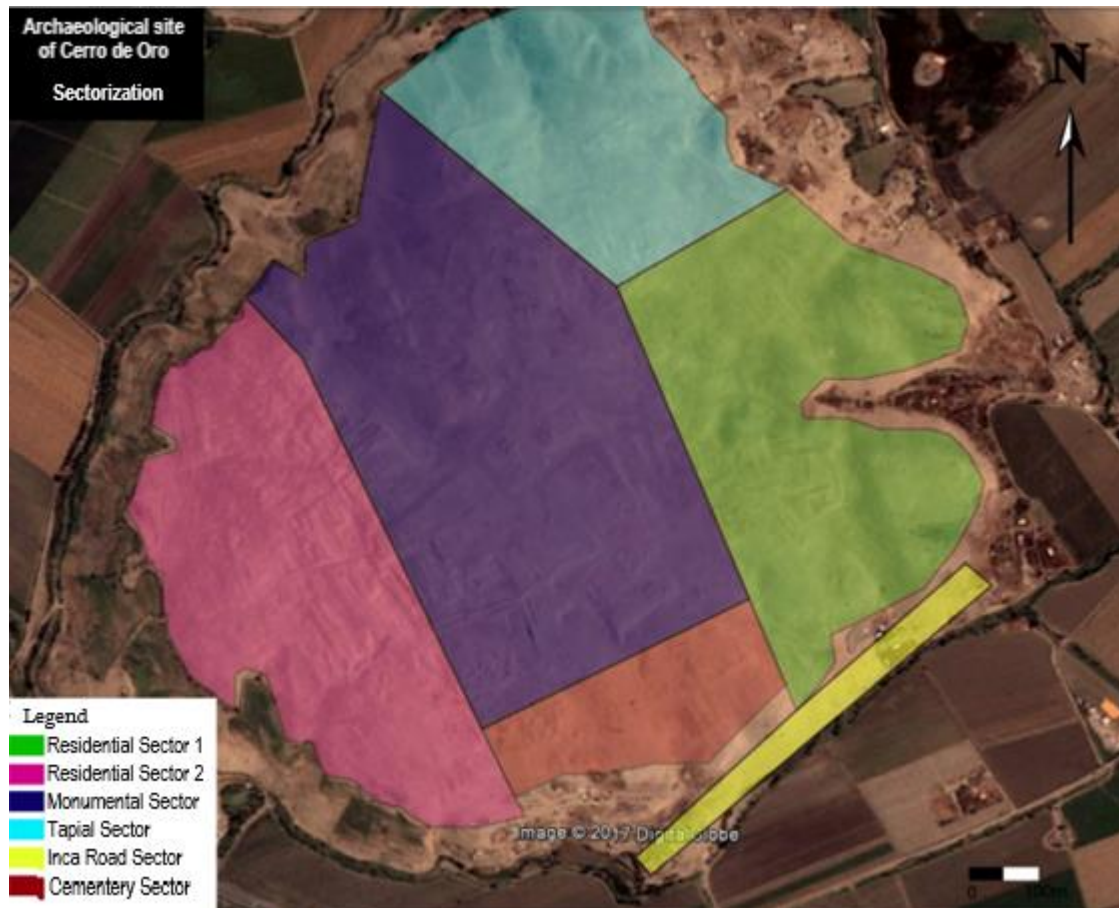 Archaeological site
of Cerro de Oro
Sectorization
N
Legend
Residential Sector 1
Residential Sector 2
Monumental Sector
Tapial Sector
Inca Road Sector
Cementery Sector
Image © 2017 DigitalGlobe
0 100m